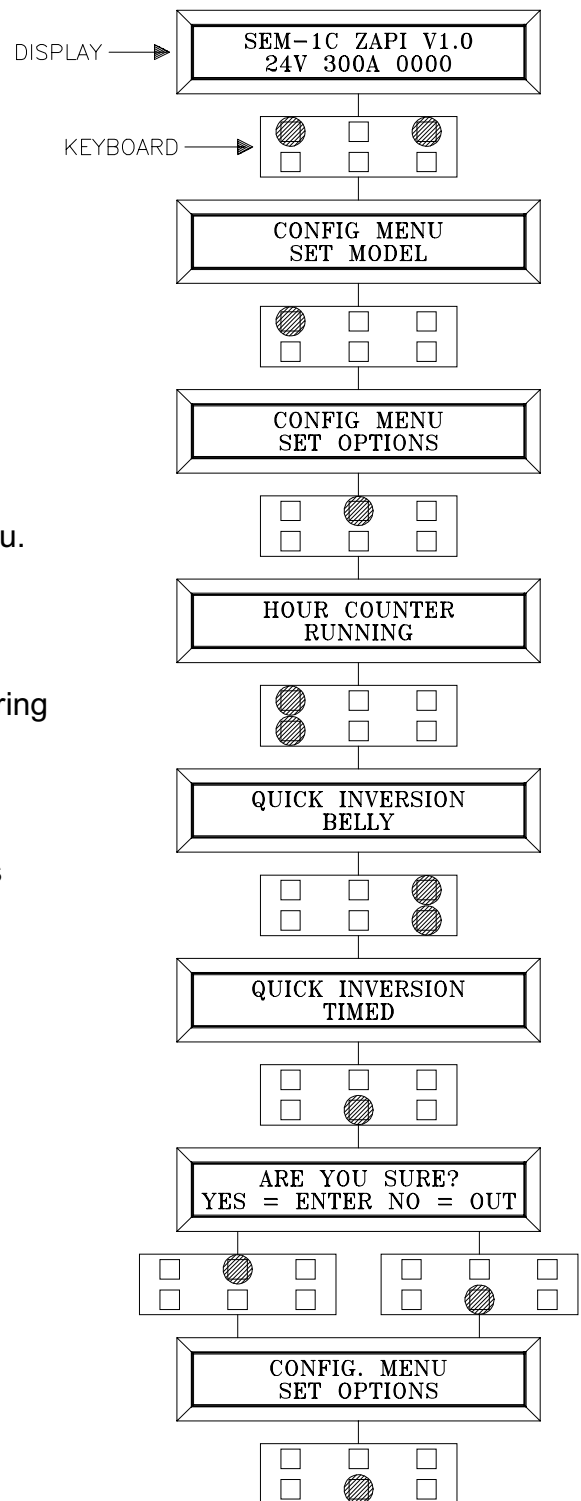 DISPLAY
SEM-1C ZAPI V1.0
24V 300A 0000
KEYBOARD
CONFIG MENU
SET MODEL
CONFIG MENU
SET OPTIONS
u.
HOUR COUNTER
RUNNING
ring
QUICK INVERSION
BELLY
s
QUICK INVERSION
TIMED
ARE YOU SURE?
YES = ENTER NO = OUT
CONFIG. MENU
SET OPTIONS